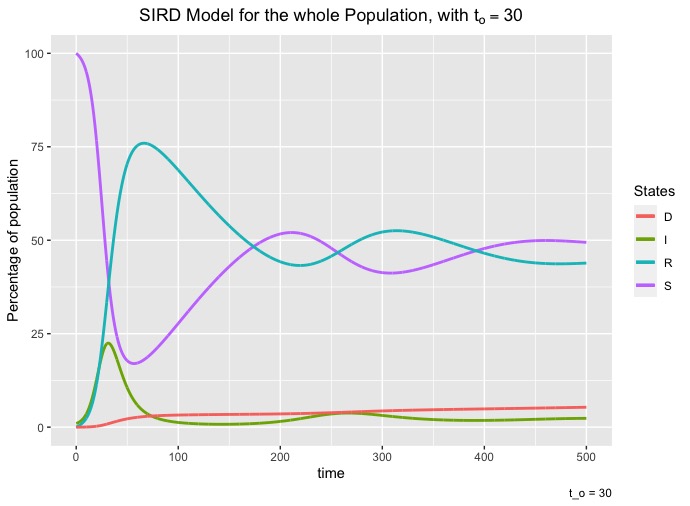 SIRD Model for the whole Population, with tₒ = 30
Percentage of population
100
75
50
25
0
0 100 200 300 400 500
time
States
D
I
R
S
t_o = 30